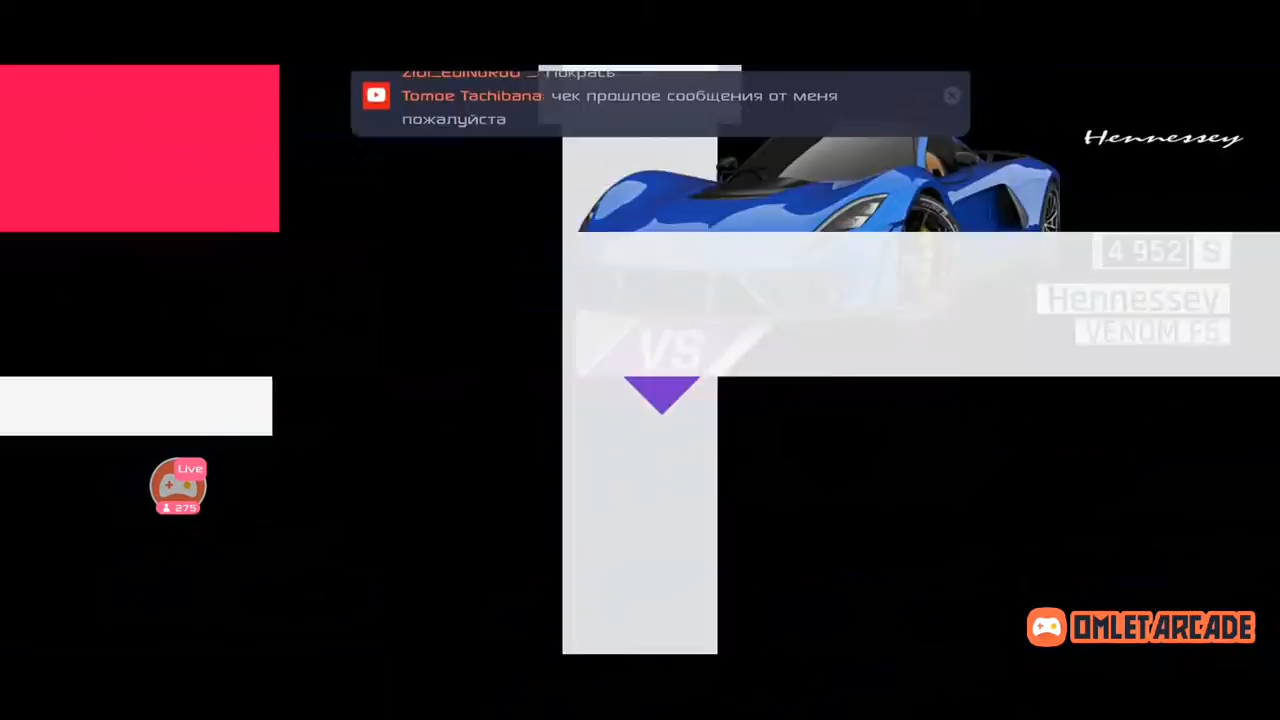 Покрась
Tomoe Tachibana: чек прошлое сообщения от меня
пожалуйста
Hennessey
4 952 S
Hennessey
VENOM F5
VS
Live
275
OMLET ARCADE